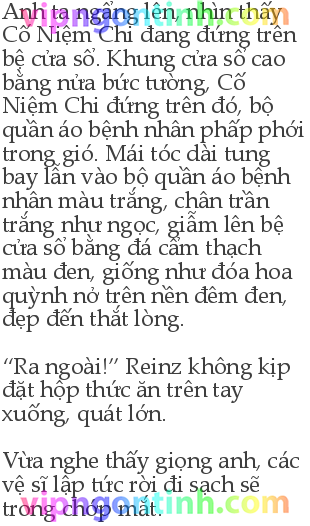 vipngontinh.com
Anh ta ngẩng lên, nhìn thấy
Cố Niệm Chi đang đứng trên
bệ cửa sổ. Khung cửa sổ cao
bằng nửa bức tường, Cố
Niệm Chi đứng trên đó, bộ
quần áo bệnh nhân phấp phới
trong gió. Mái tóc dài tung
bay lẫn vào bộ quần áo bệnh
nhân màu trắng, chân trần
trắng như ngọc, giẫm lên bệ
cửa sổ bằng đá cẩm thạch
màu đen, giống như đóa hoa
quỳnh nở trên nền đêm đen,
đẹp đến thắt lòng.
“Ra ngoài!” Reinz không kịp
đặt hộp thức ăn trên tay
xuống, quát lớn.
Vừa nghe thấy giọng anh, các
vệ sĩ lập tức rời đi sạch sẽ
trong chớp mắt.
vipngontinh.com